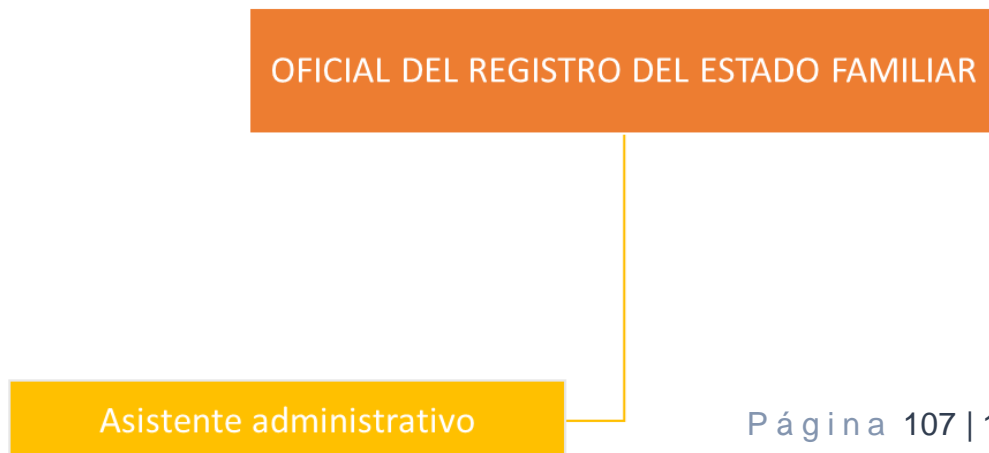 OFICIAL DEL REGISTRO DEL ESTADO FAMILIAR
Asistente administrativo
Página 107 |